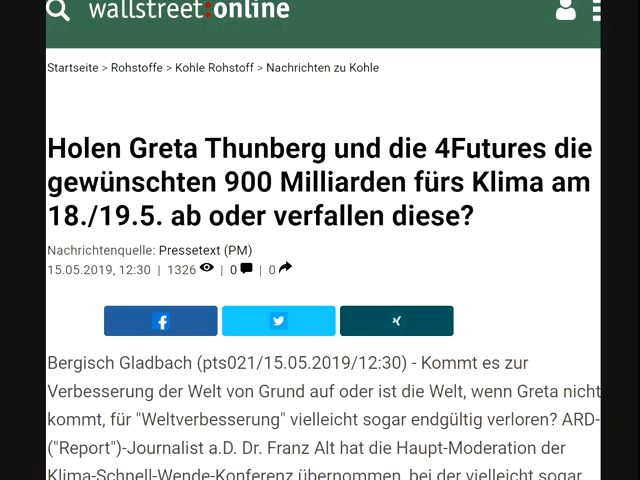 wallstreet:online
Startseite > Rohstoffe > Kohle Rohstoff > Nachrichten zu Kohle
Holen Greta Thunberg und die 4Futures die
gewünschten 900 Milliarden fürs Klima am
18./19.5. ab oder verfallen diese?
Nachrichtenquelle: Pressetext (PM)
15.05.2019, 12:30 | 1326 | 0 | 0
Bergisch Gladbach (pts021/15.05.2019/12:30) - Kommt es zur
Verbesserung der Welt von Grund auf oder ist die Welt, wenn Greta nicht
kommt, für "Weltverbesserung" vielleicht sogar endgültig verloren? ARD-
("Report")-Journalist a.D. Dr. Franz Alt hat die Haupt-Moderation der
Klima-Schnell-Wende-Konferenz übernommen, bei der vielleicht sogar